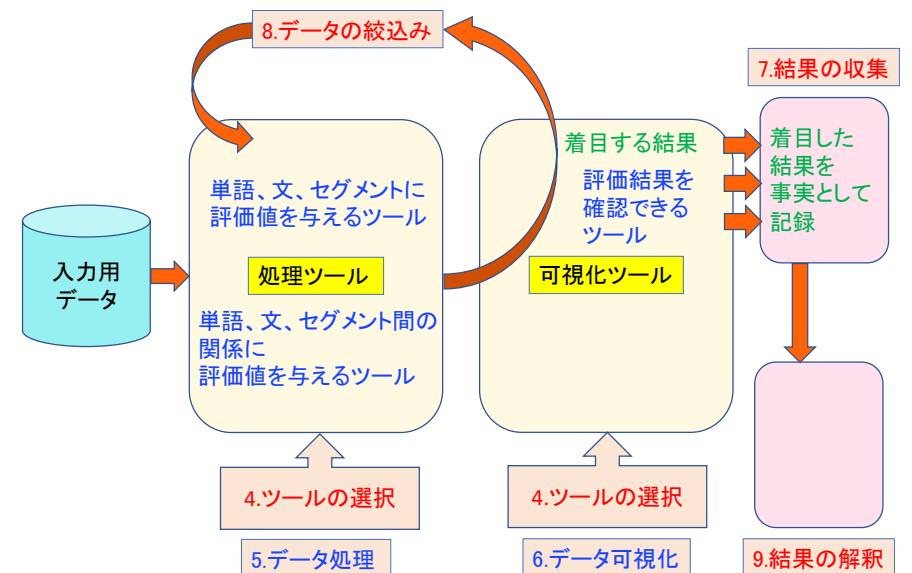 8.データの絞込み
7.結果の収集
着目する結果
評価結果を
確認できる
ツール
可視化ツール
着目した
結果を
事実として
記録
単語、文、セグメントに
評価値を与えるツール
処理ツール
単語、文、セグメント間の
関係に
評価値を与えるツール
入力用
データ
4.ツールの選択
4.ツールの選択
5.データ処理
6.データ可視化
9.結果の解釈